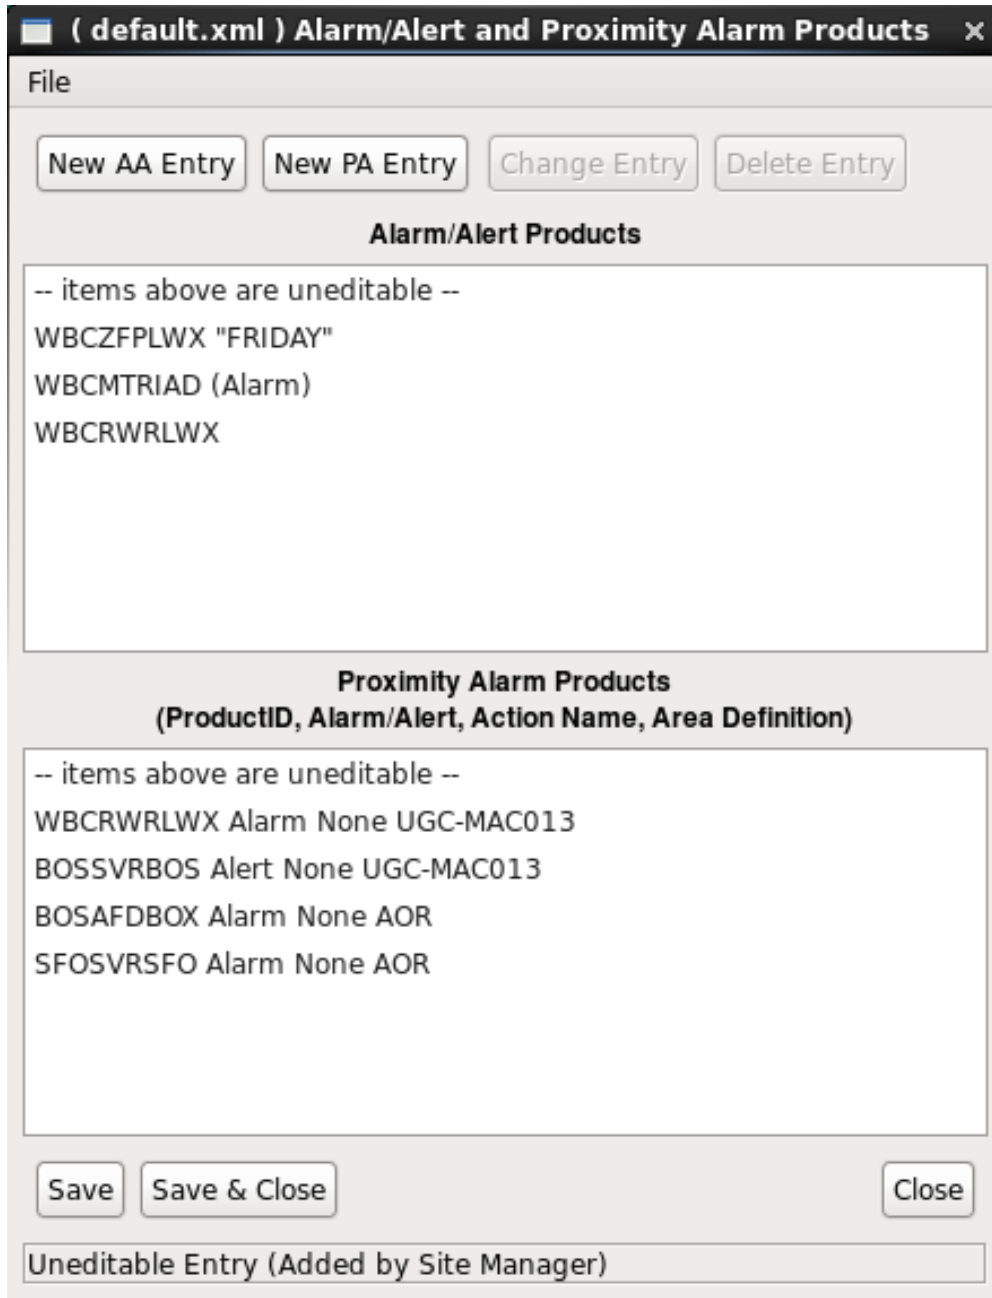 ( default.xml ) Alarm/Alert and Proximity Alarm Products
File
New AA Entry New PA Entry Change Entry Delete Entry
Alarm/Alert Products
-- items above are uneditable --
WBCZFPLWX "FRIDAY"
WBCMTRIAD (Alarm)
WBCRWRLWX
Proximity Alarm Products
(ProductID, Alarm/Alert, Action Name, Area Definition)
-- items above are uneditable --
WBCRWRLWX Alarm None UGC-MAC013
BOSSVRBOS Alert None UGC-MAC013
BOSAFDBOX Alarm None AOR
SFOSVRSFO Alarm None AOR
Save Save & Close Close
Uneditable Entry (Added by Site Manager)